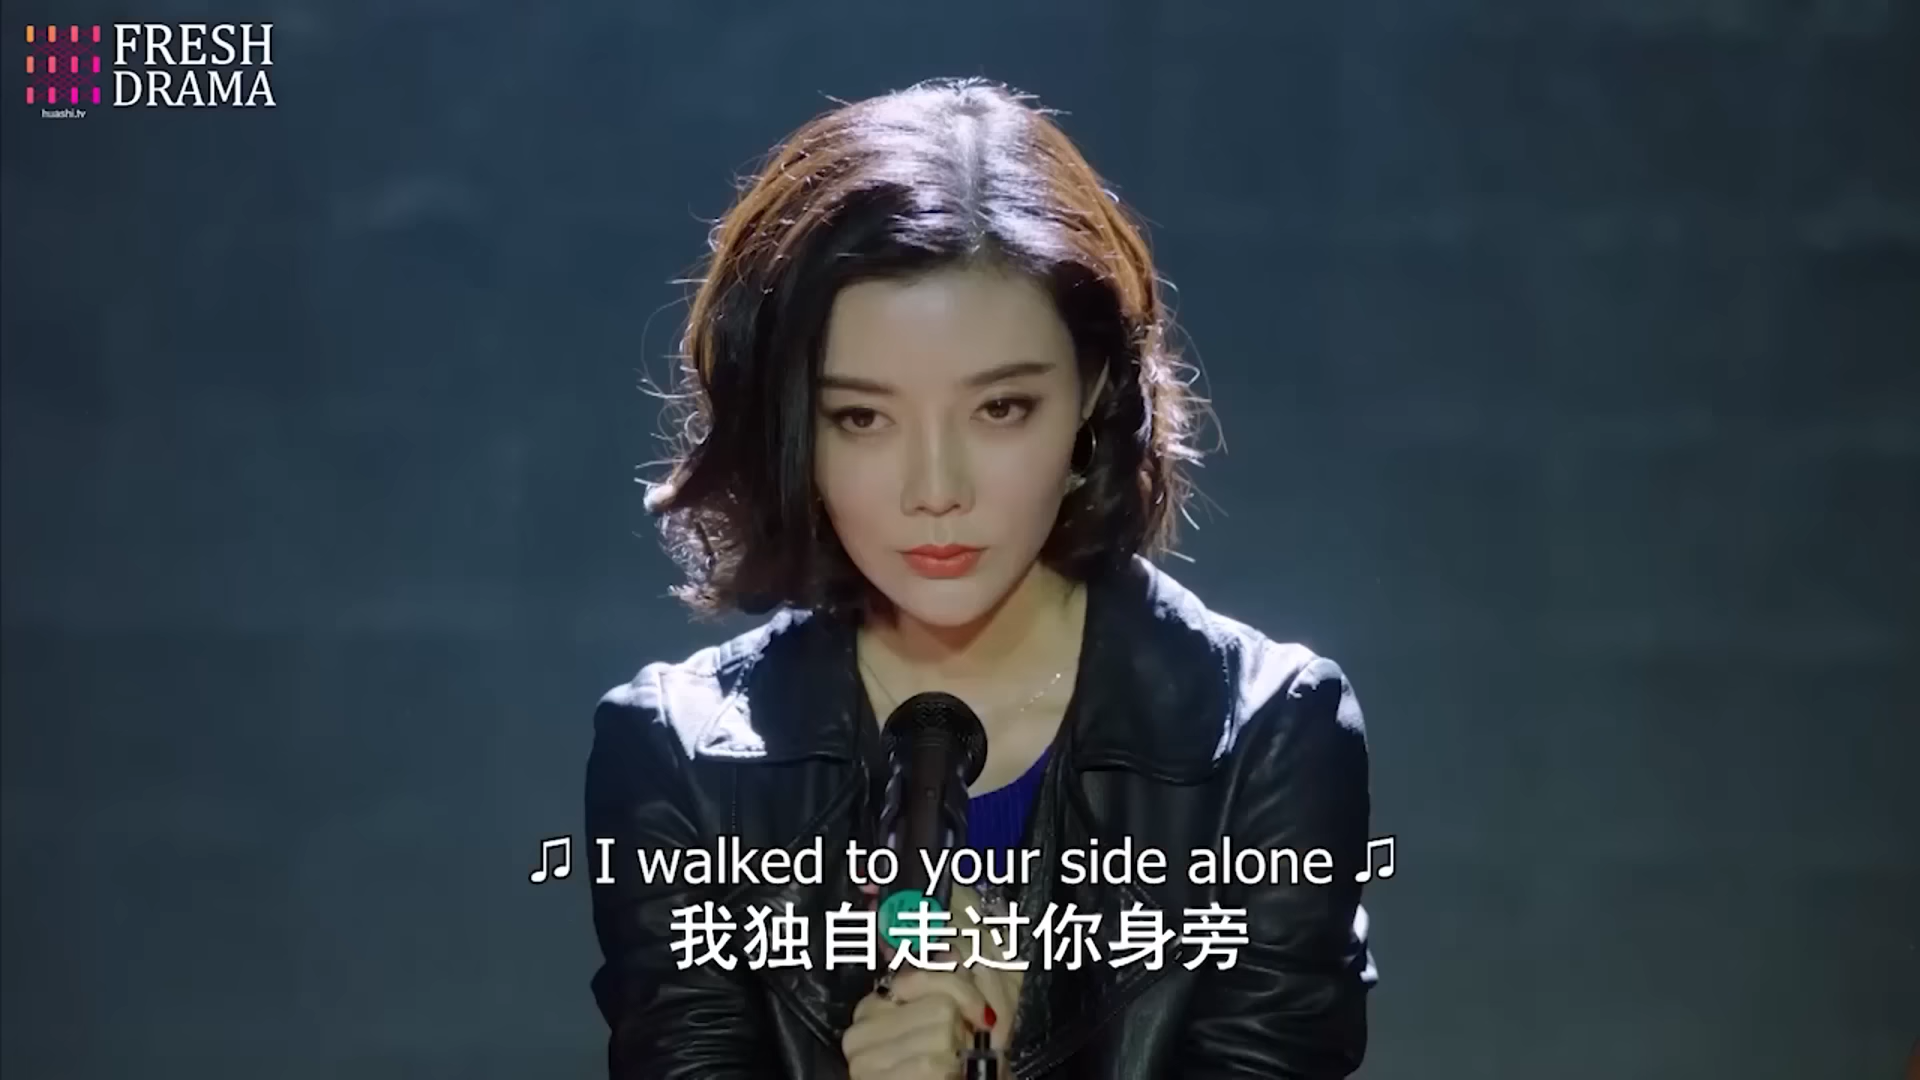 FRESH
DRAMA
huashi.tv
♫ I walked to your side alone ♫
我独自走过你身旁